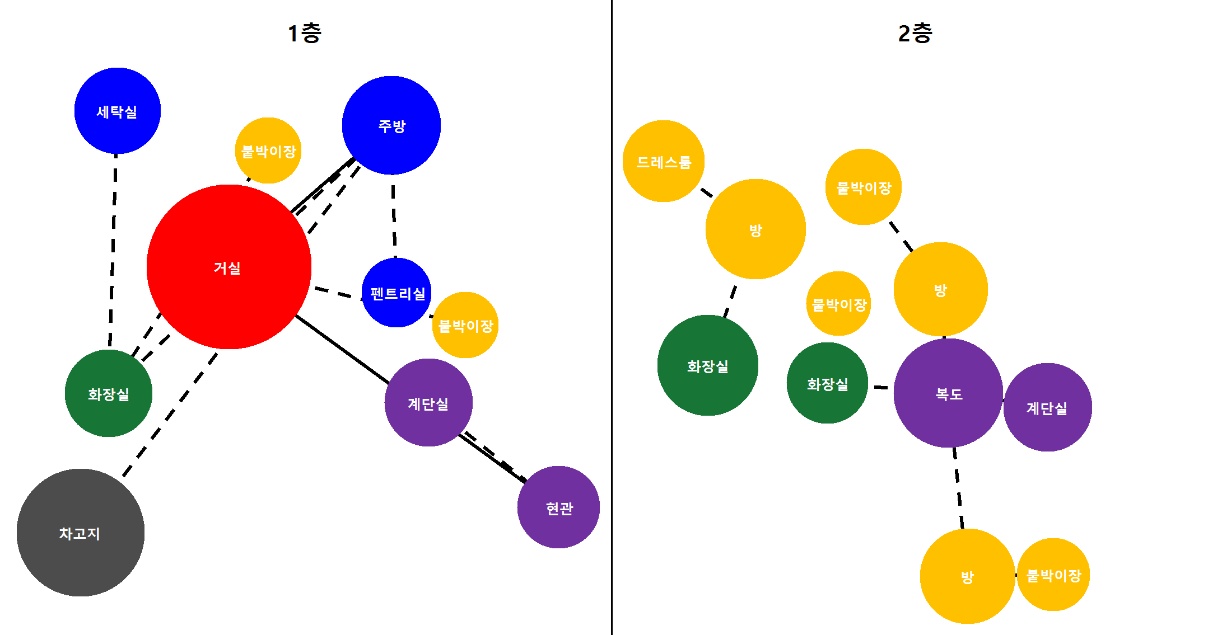 1층
세탁실
붙박이장
주방
거실
펜트리실
붙박이장
화장실
계단실
차고지
현관
2층
드레스룸
붙박이장
방
방
붙박이장
화장실
화장실
복도
계단실
방
붙박이장